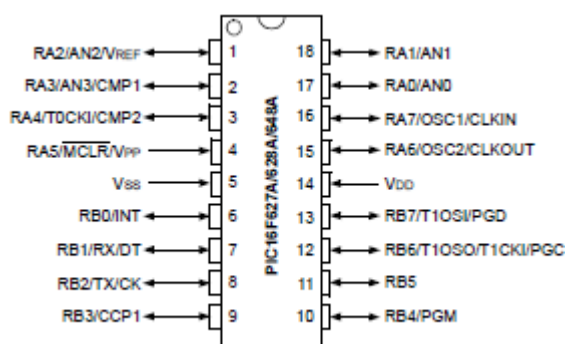 RA2/AN2/VREF 1 18 RA1/AN1
RA3/AN3/CMP1 2 17 RA0/AN0
RA4/T0CKI/CMP2 3 16 RA7/OSC1/CLKIN
RA5/MCLR/VPP 4 15 RA6/OSC2/CLKOUT
VSS 5 14 VDD
RB0/INT 6 13 RB7/T1OSI/PGD
RB1/RX/DT 7 12 RB6/T1OSO/T1CKI/PGC
RB2/TX/CK 8 11 RB5
RB3/CCP1 9 10 RB4/PGM
PIC16F627A/628A/648A